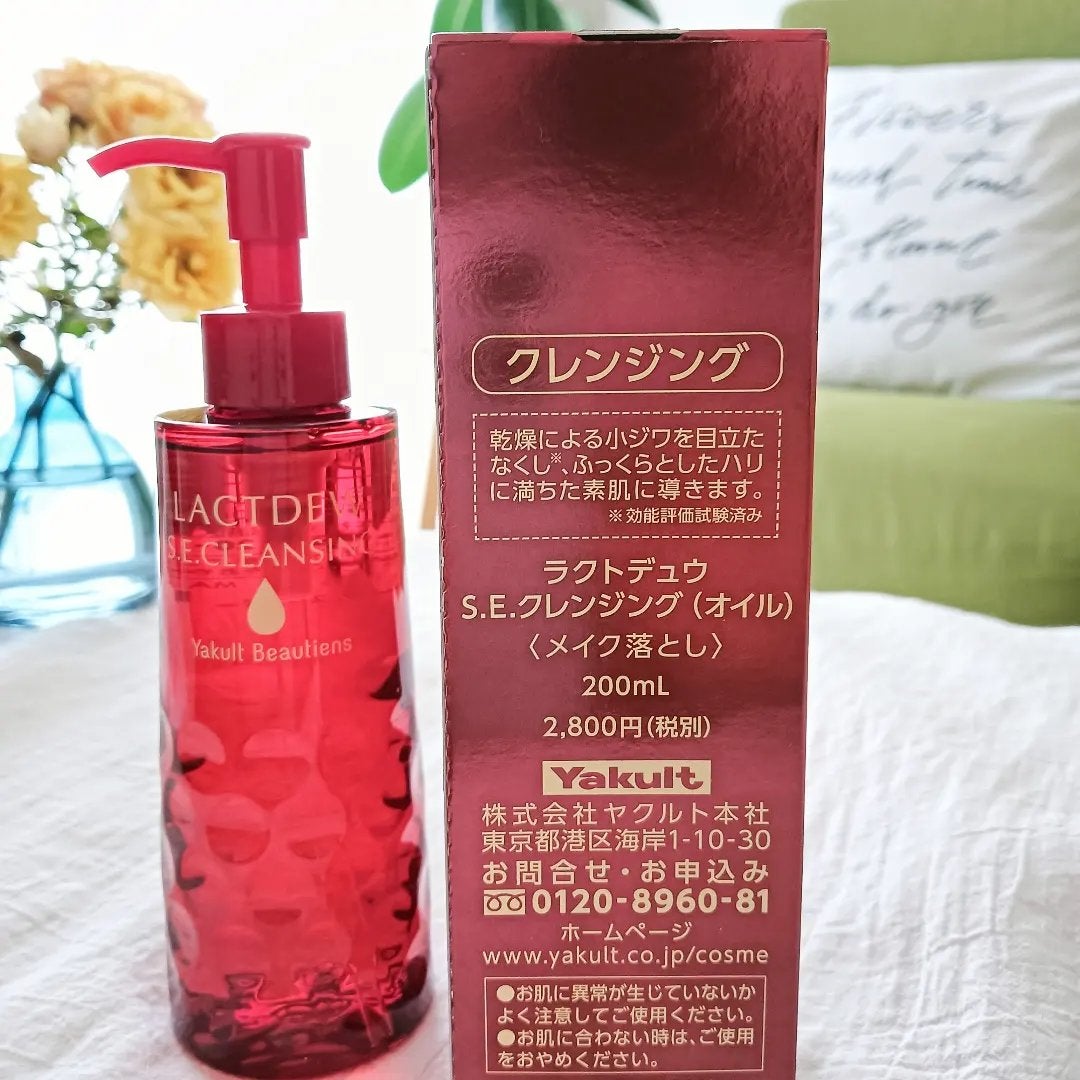 LACTDEW
S.E.CLEANSING
Yakult Beautiens
クレンジング
乾燥による小ジワを目立た
なくし※、ふっくらとしたハリ
に満ちた素肌に導きます。
※効能評価試験済み
ラクトデュウ
S.E.クレンジング(オイル)
〈メイク落とし〉
200mL
2,800円(税別)
Yakult
株式会社ヤクルト本社
東京都港区海岸1-10-30
お問合せ・お申込み
0120-8960-81
ホームページ
www.yakult.co.jp/cosme
●お肌に異常が生じていないか
よく注意してご使用ください。
●お肌に合わない時は、ご使用
をおやめください。